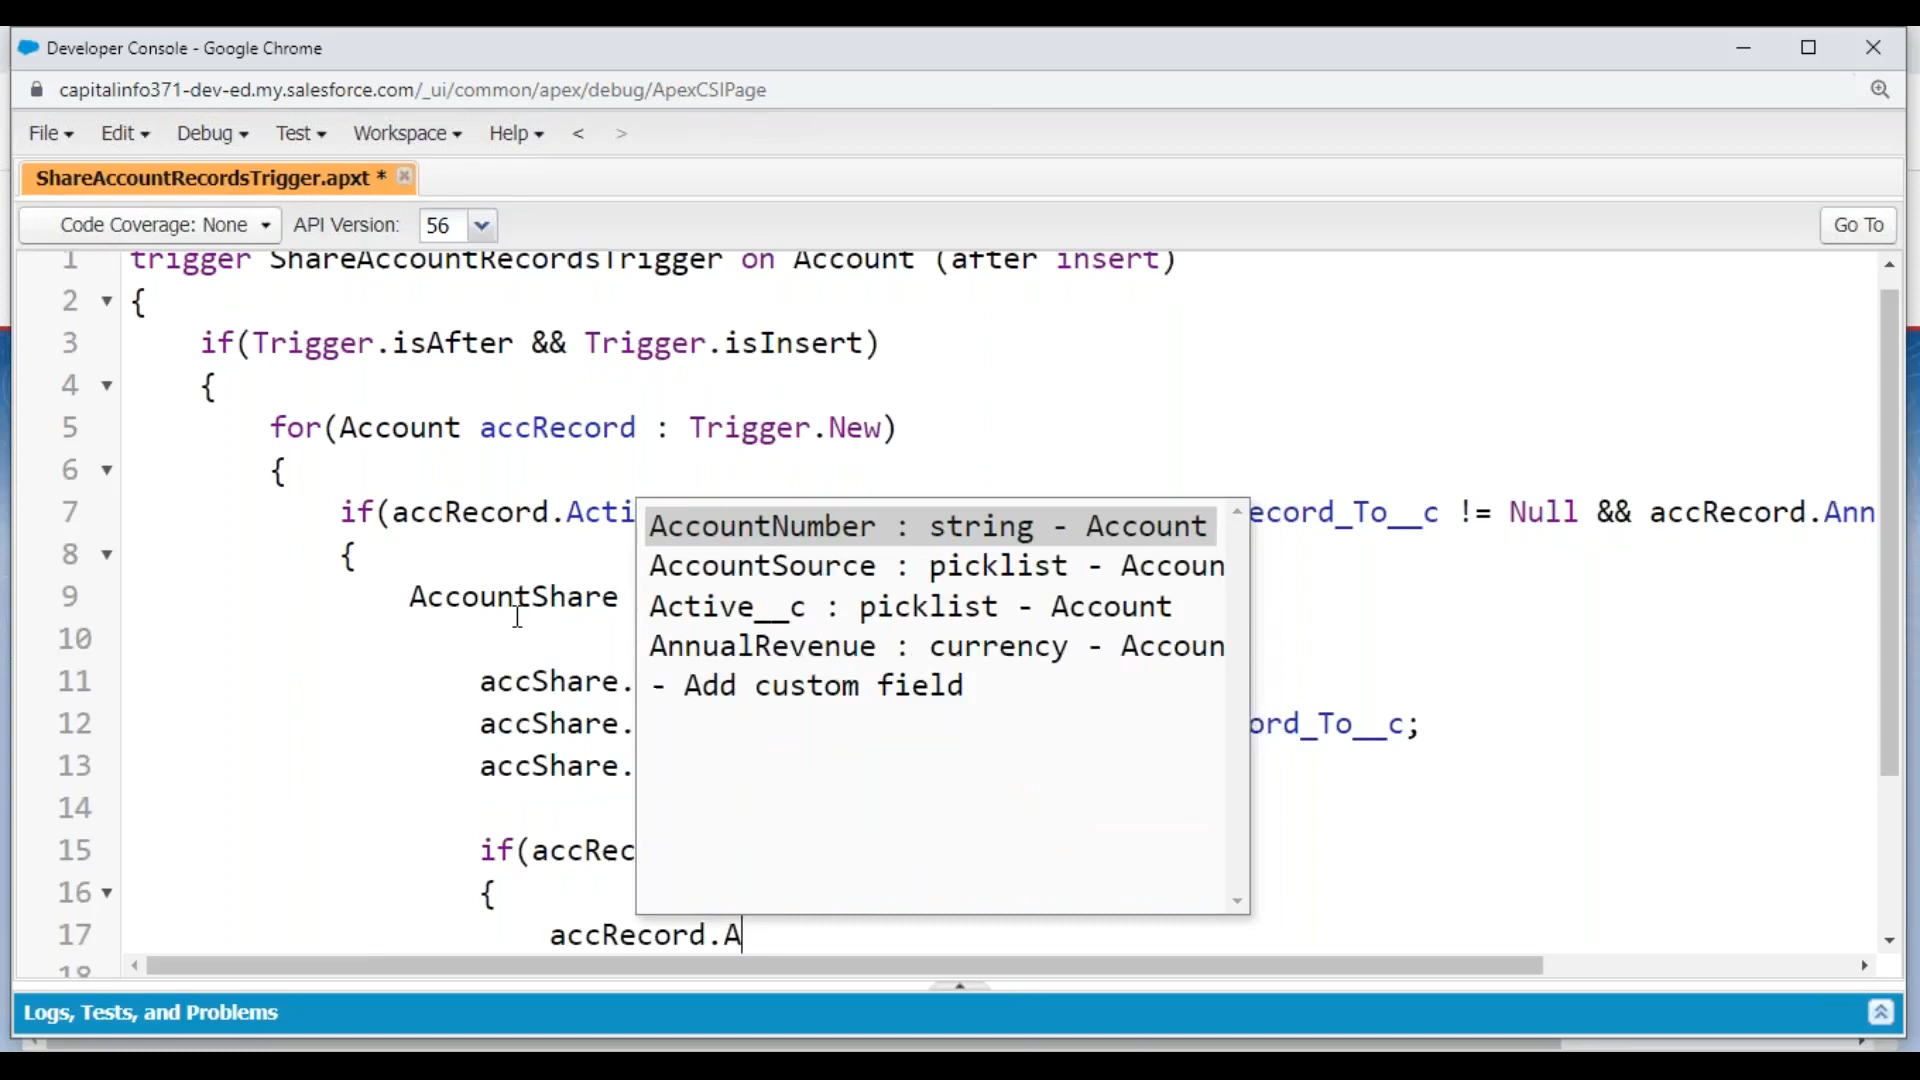 Developer Console - Google Chrome
capitalinfo371-dev-ed.my.salesforce.com/_ui/common/apex/debug/ApexCSIPage
File Edit Debug Test Workspace Help < >
ShareAccountRecordsTrigger.apxt *
Code Coverage: None API Version: 56 Go To
1 trigger ShareAccountRecordsTrigger on Account (after insert)
2 {
3 if(Trigger.isAfter && Trigger.isInsert)
4 {
5 for(Account accRecord : Trigger.New)
6 {
7 if(accRecord.Acti ecord_To__c != Null && accRecord.Ann
8 {
9 AccountShare
10
11 accShare.
12 accShare. ord_To__c;
13 accShare.
14
15 if(accRec
16 {
17 accRecord.A
18
AccountNumber : string - Account
AccountSource : picklist - Accoun
Active__c : picklist - Account
AnnualRevenue : currency - Accoun
- Add custom field
Logs, Tests, and Problems